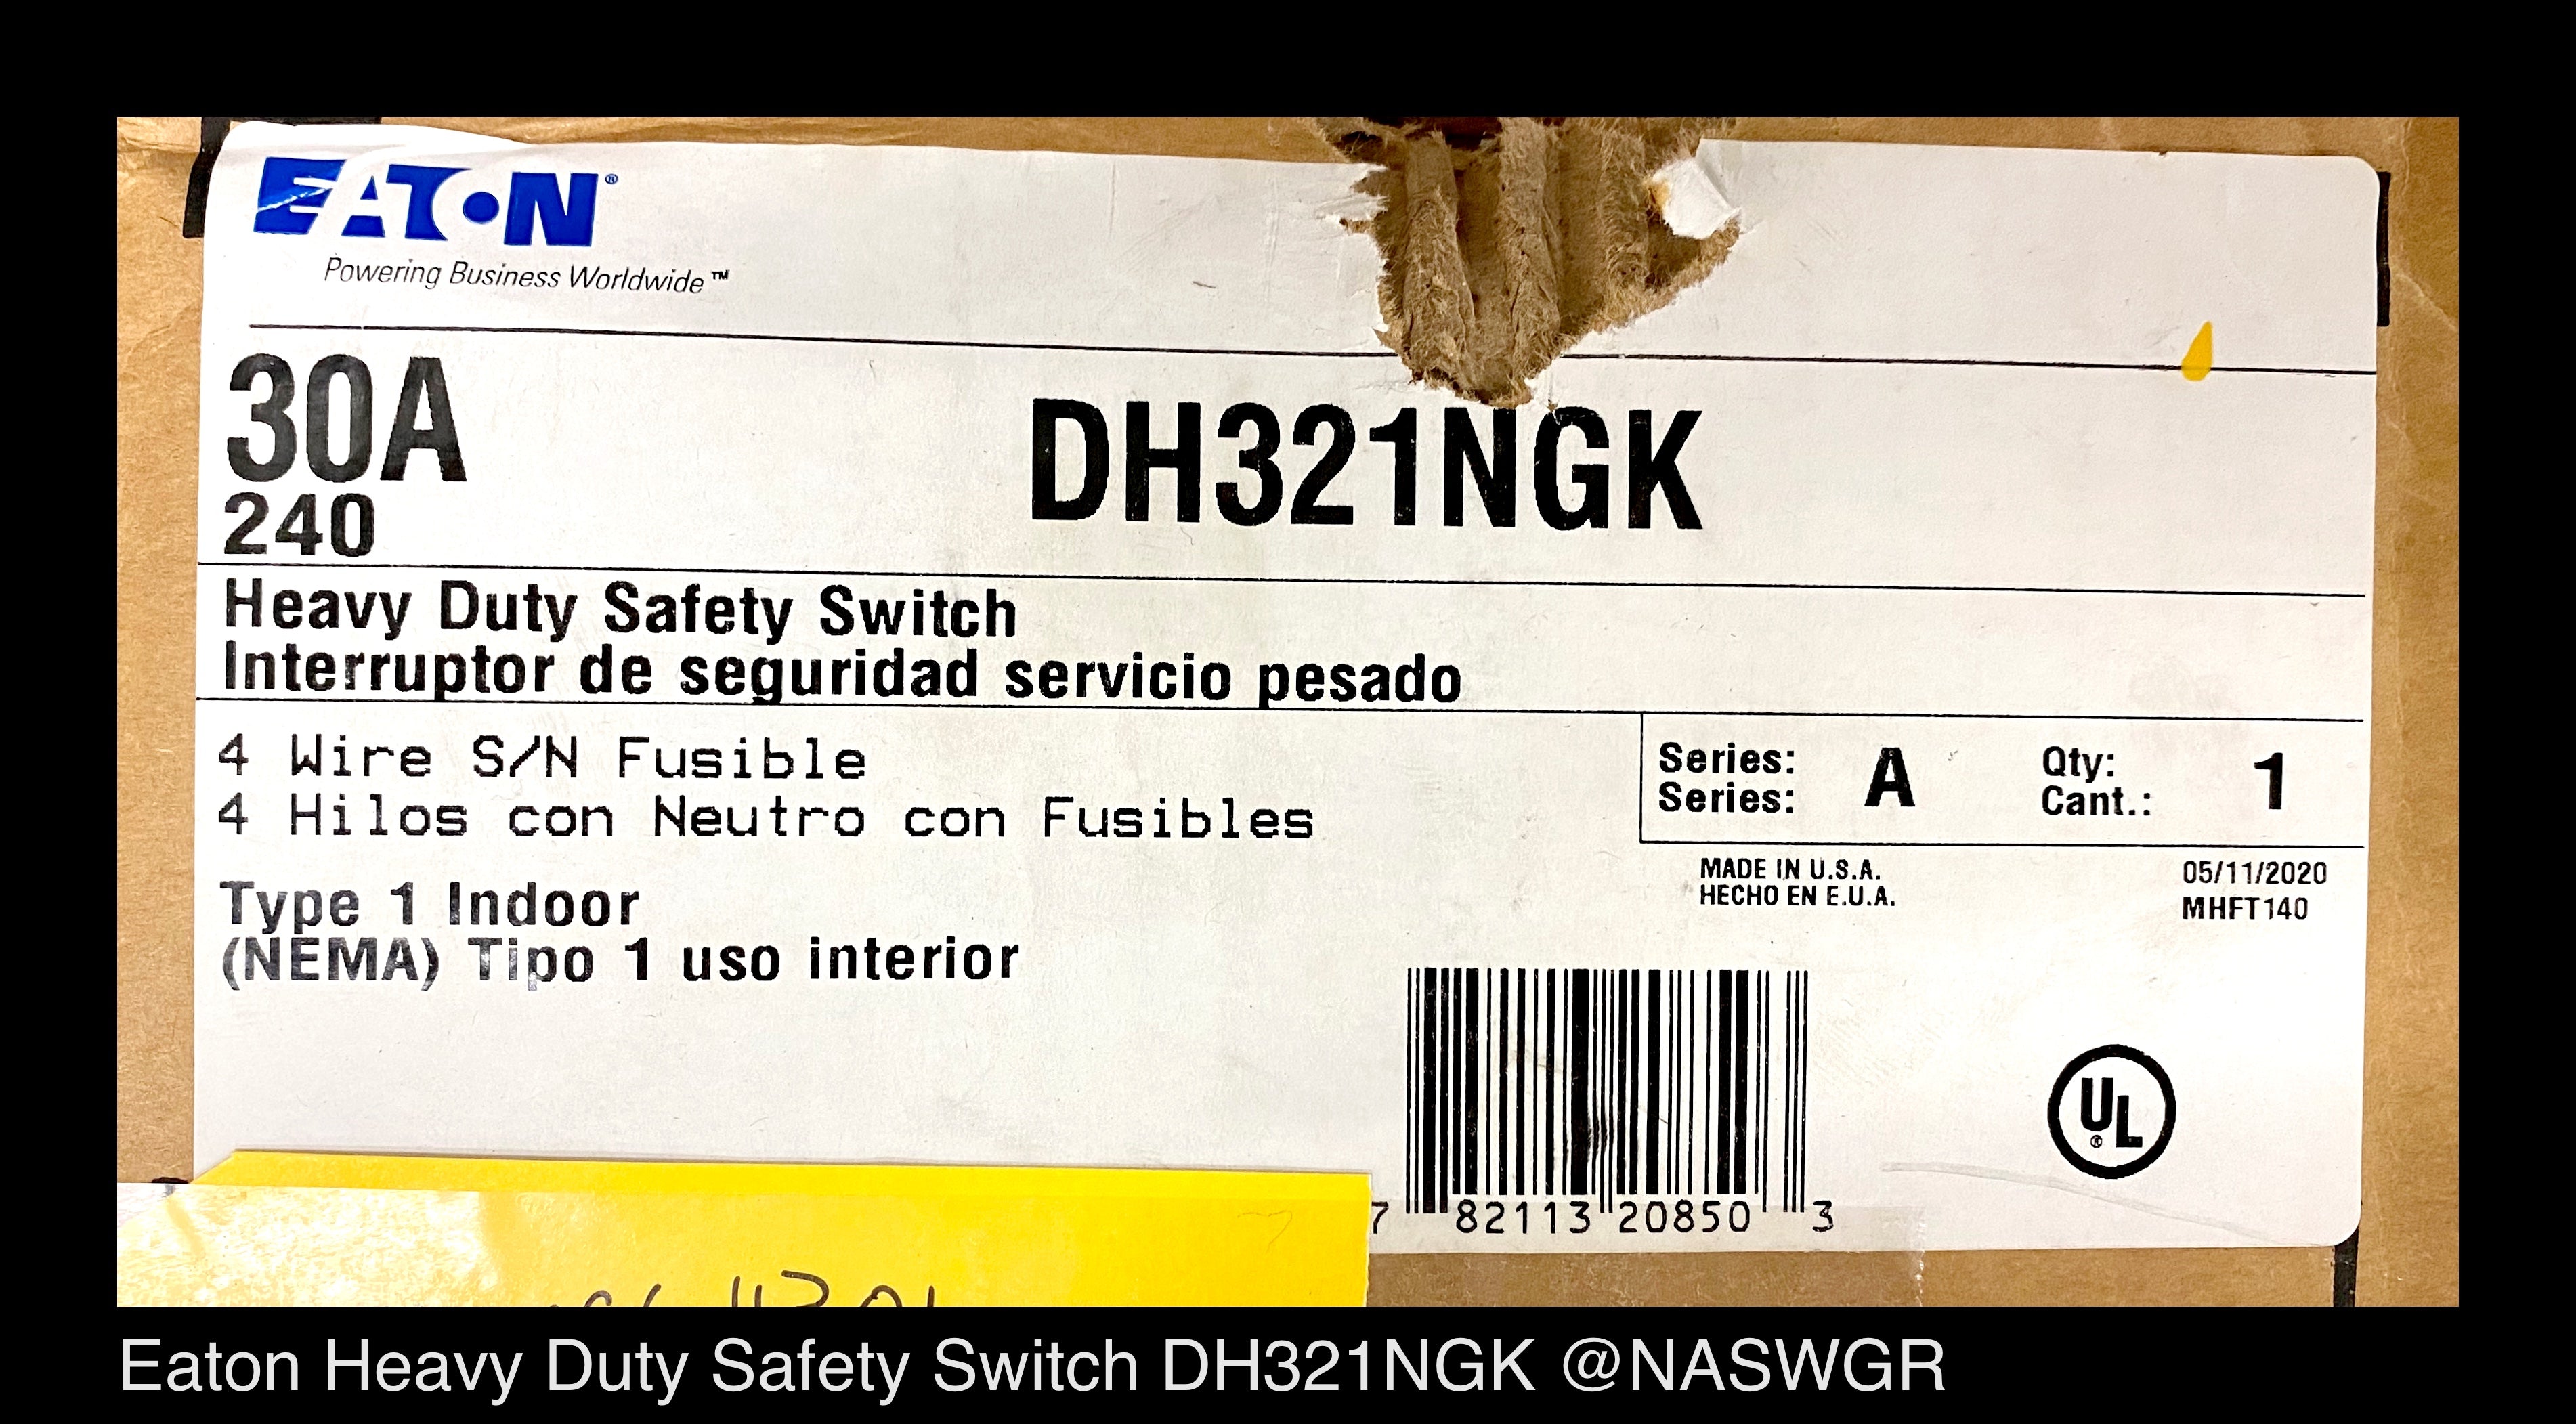 EATON®
Powering Business Worldwide™
30A
240
DH321NGK
Heavy Duty Safety Switch
Interruptor de seguridad servicio pesado
4 Wire S/N Fusible
4 Hilos con Neutro con Fusibles
Type 1 Indoor
(NEMA) Tipo 1 uso interior
Series: A Qty: 1
Series: Cant.:
MADE IN U.S.A.
HECHO EN E.U.A.
05/11/2020
MHFT140
7 82113 20850 3
UL®
Eaton Heavy Duty Safety Switch DH321NGK @NASWGR